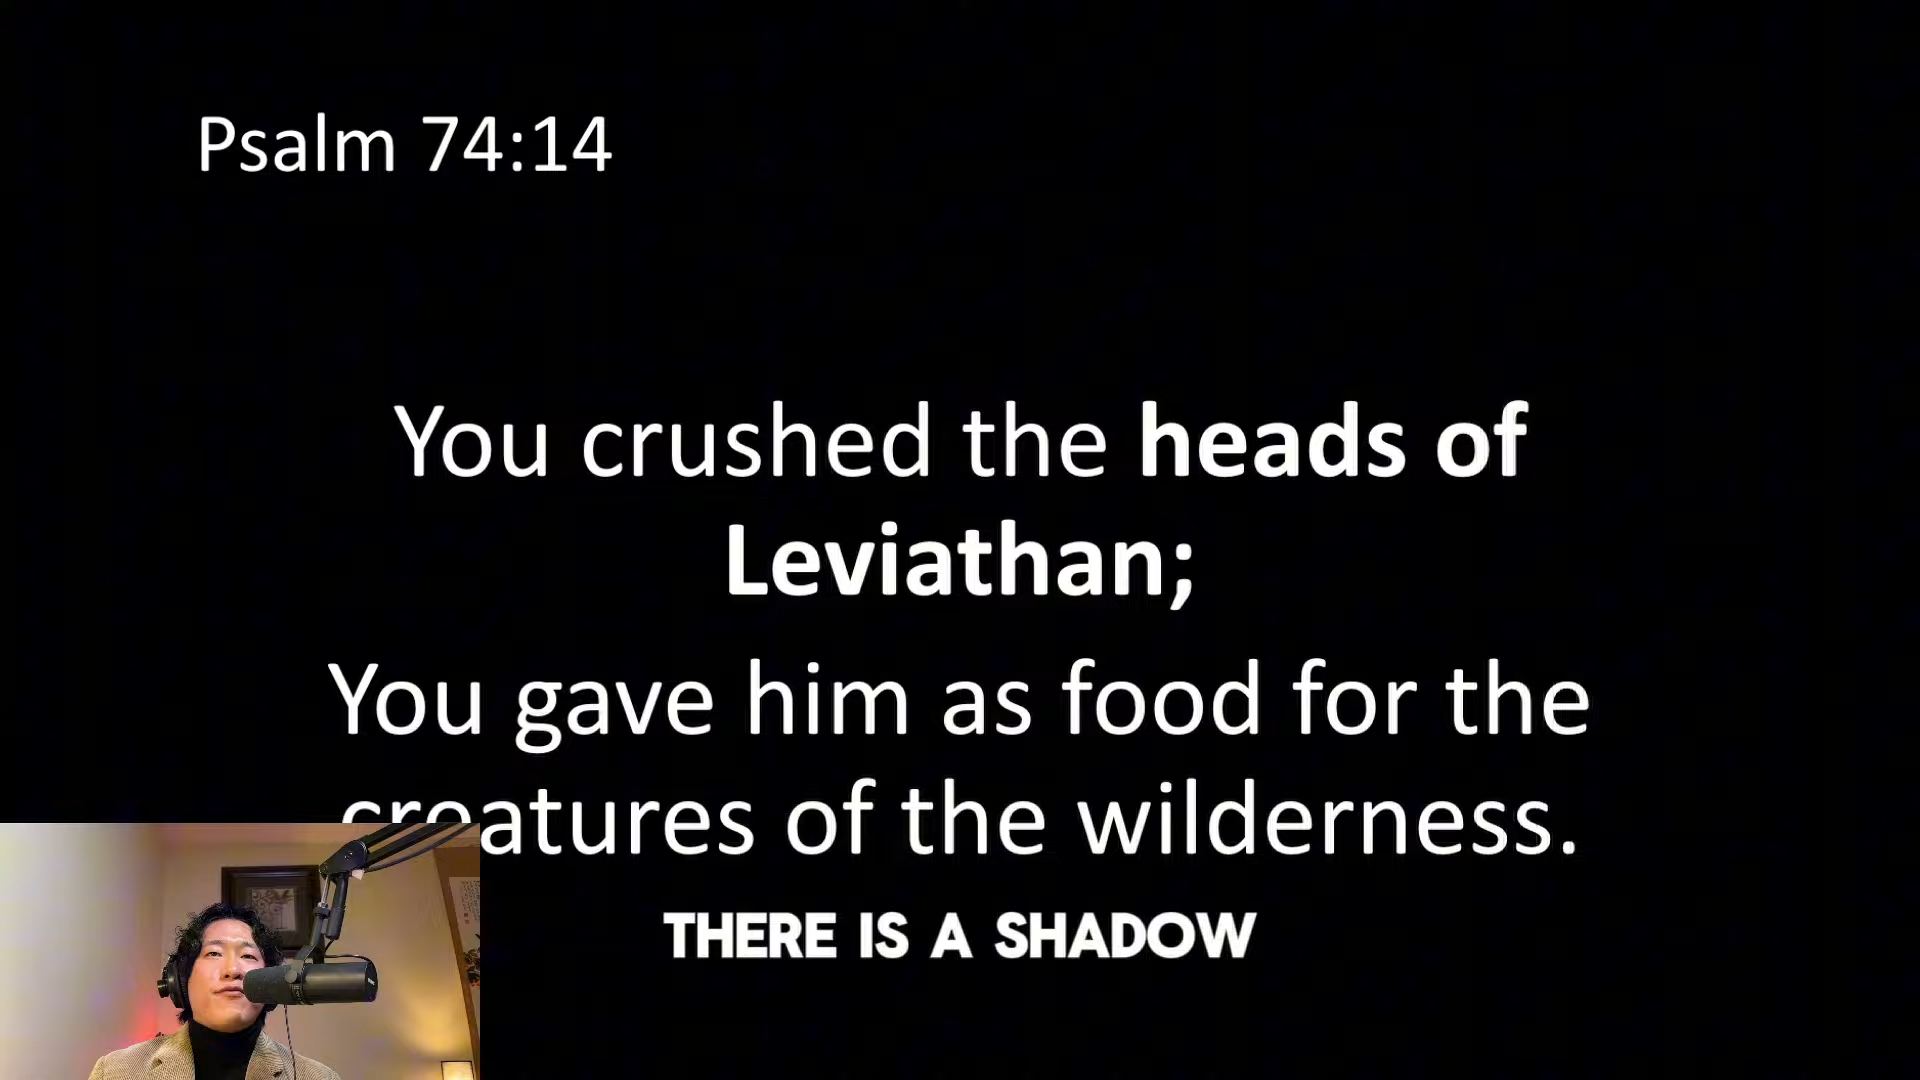 Psalm 74:14
You crushed the heads of
Leviathan;
You gave him as food for the
creatures of the wilderness.
THERE IS A SHADOW